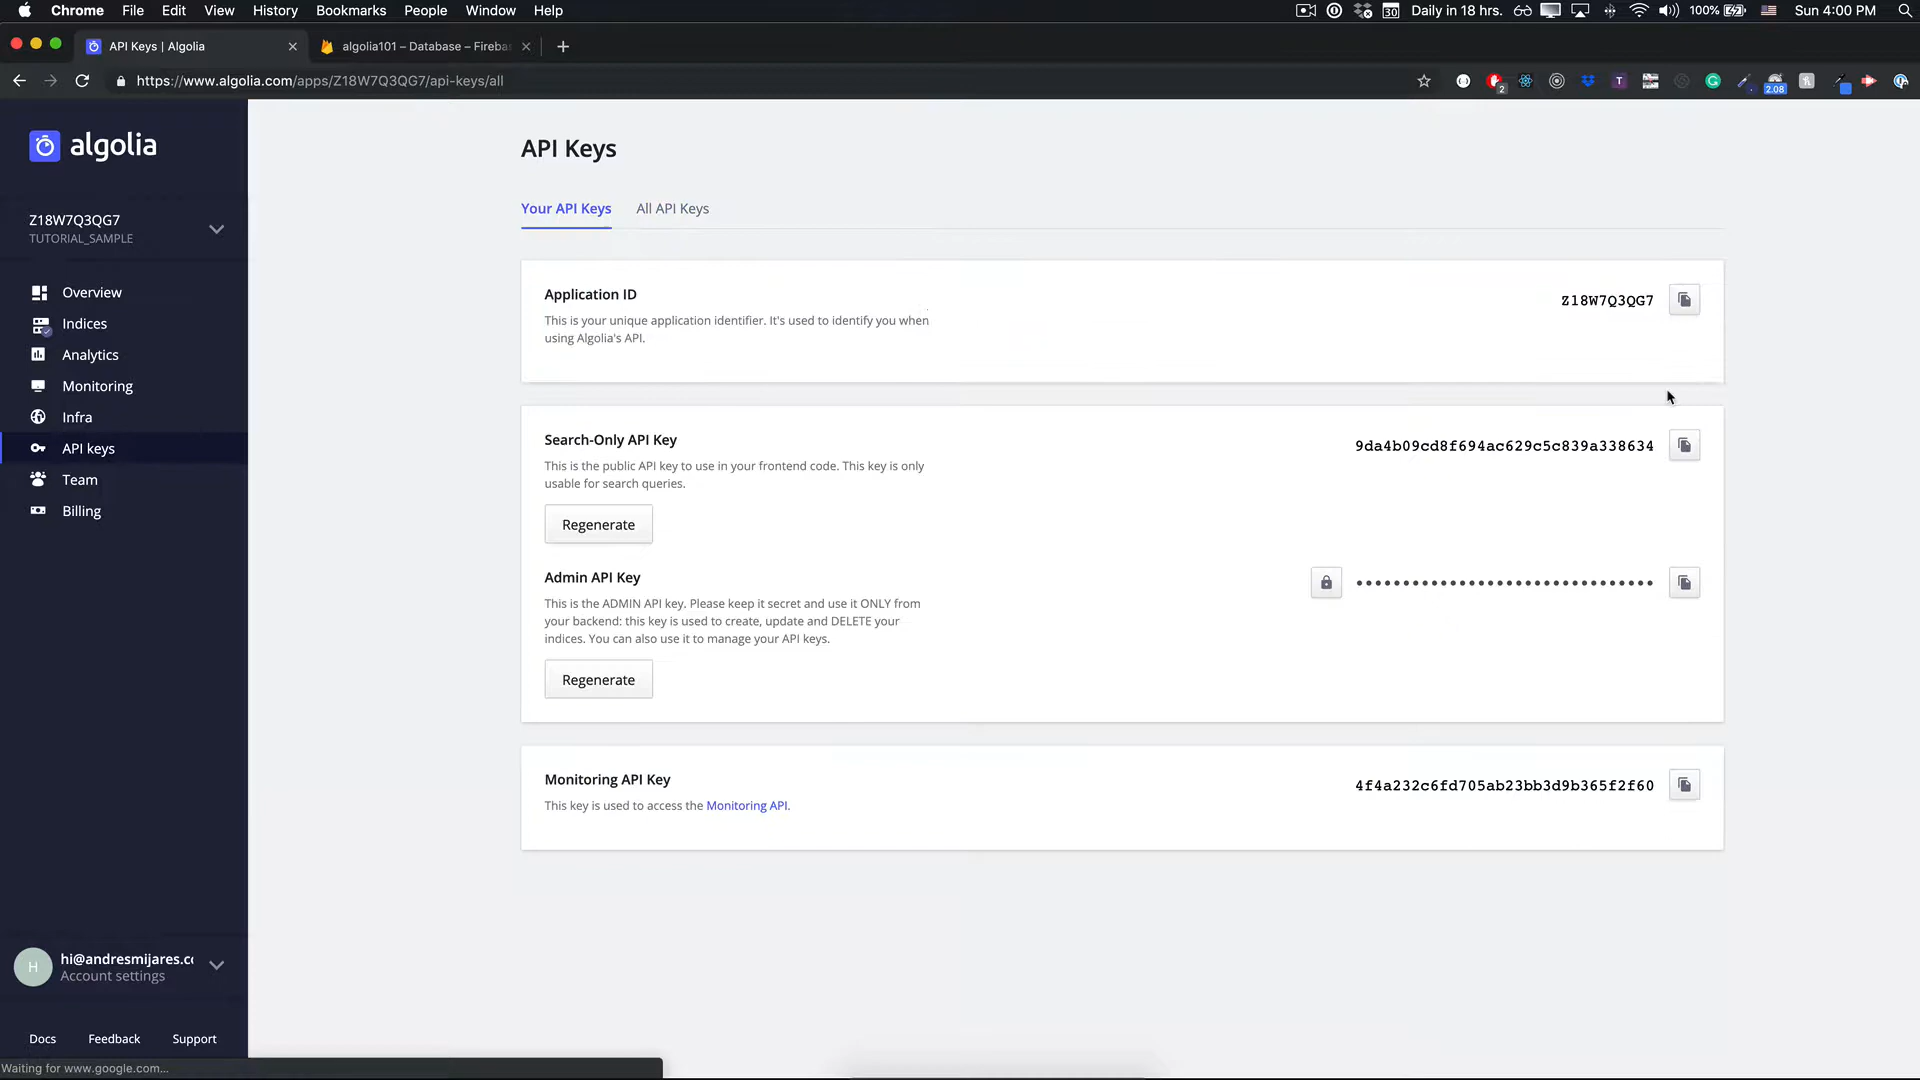 Chrome File Edit View History Bookmarks People Window Help
30 Daily in 18 hrs. 100% Sun 4:00 PM
API Keys | Algolia
algolia101 – Database – Fireba
https://www.algolia.com/apps/Z18W7Q3QG7/api-keys/all
2 T 2.08
algolia
Z18W7Q3QG7
TUTORIAL_SAMPLE
Overview
Indices
Analytics
Monitoring
Infra
API keys
Team
Billing
H
hi@andresmijares.cc
Account settings
Docs Feedback Support
Waiting for www.google.com...
API Keys
Your API Keys All API Keys
Application ID
This is your unique application identifier. It's used to identify you when
using Algolia's API.
Z18W7Q3QG7
Search-Only API Key
This is the public API key to use in your frontend code. This key is only
usable for search queries.
9da4b09cd8f694ac629c5c839a338634
Regenerate
Admin API Key
This is the ADMIN API key. Please keep it secret and use it ONLY from
your backend: this key is used to create, update and DELETE your
indices. You can also use it to manage your API keys.
Regenerate
Monitoring API Key
This key is used to access the Monitoring API.
4f4a232c6fd705ab23bb3d9b365f2f60